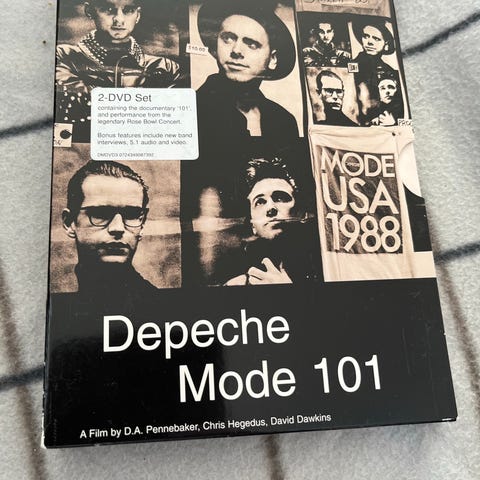 $10.00
2-DVD Set
containing the documentary '101',
and performance from the
legendary Rose Bowl Concert.
Bonus features include new band
interviews, 5.1 audio and video.
MODE
USA
1988
Depeche
Mode 101
A Film by D.A. Pennebaker, Chris Hegedus, David Dawkins